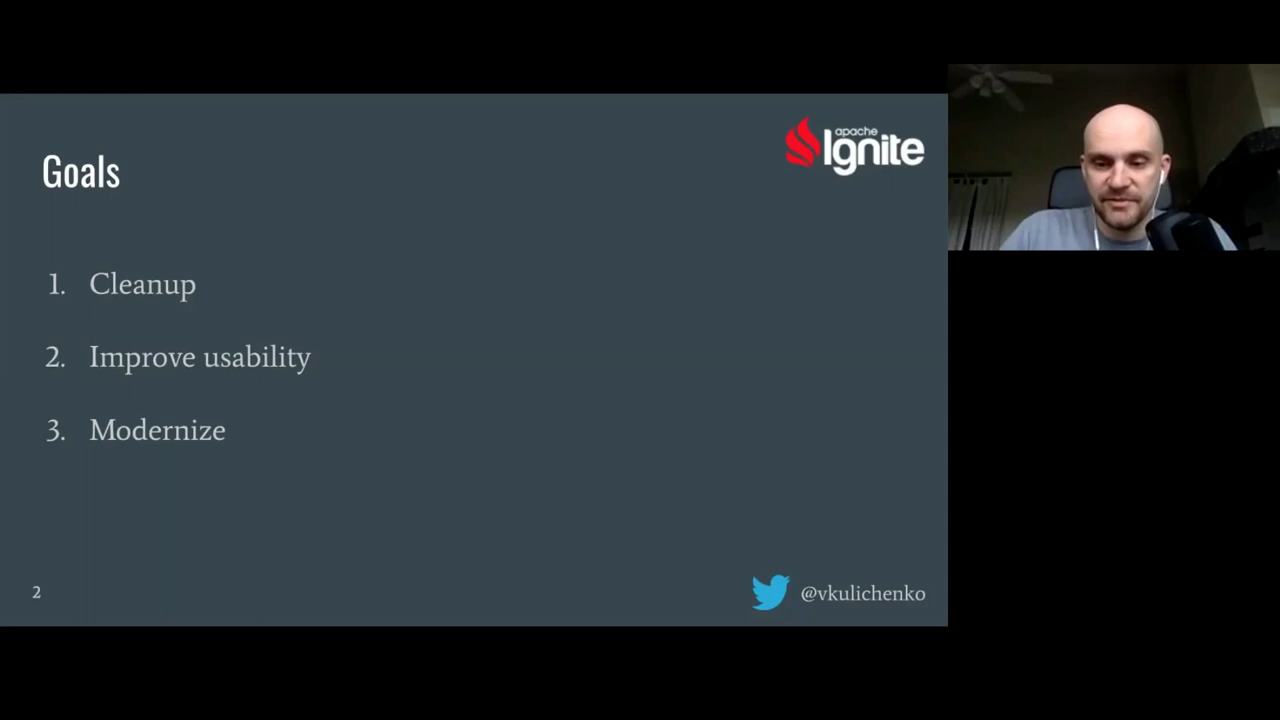 apache
Ignite
Goals
1. Cleanup
2. Improve usability
3. Modernize
2
@vkulichenko